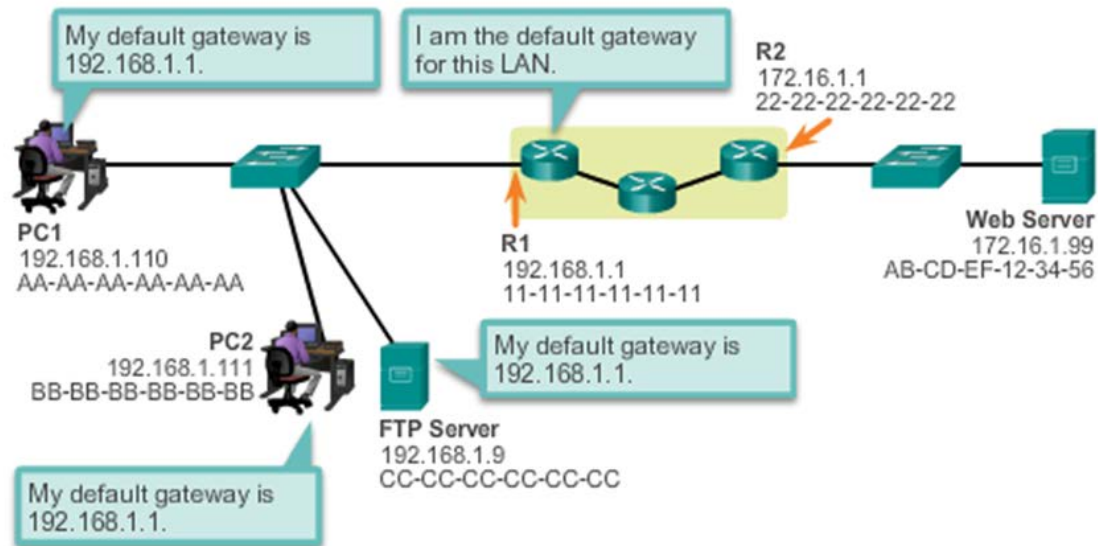 My default gateway is
192.168.1.1.
I am the default gateway
for this LAN.
R2
172.16.1.1
22-22-22-22-22-22
PC1
192.168.1.110
AA-AA-AA-AA-AA-AA
R1
192.168.1.1
11-11-11-11-11-11
Web Server
172.16.1.99
AB-CD-EF-12-34-56
PC2
192.168.1.111
BB-BB-BB-BB-BB-BB
My default gateway is
192.168.1.1.
FTP Server
192.168.1.9
CC-CC-CC-CC-CC-CC
My default gateway is
192.168.1.1.